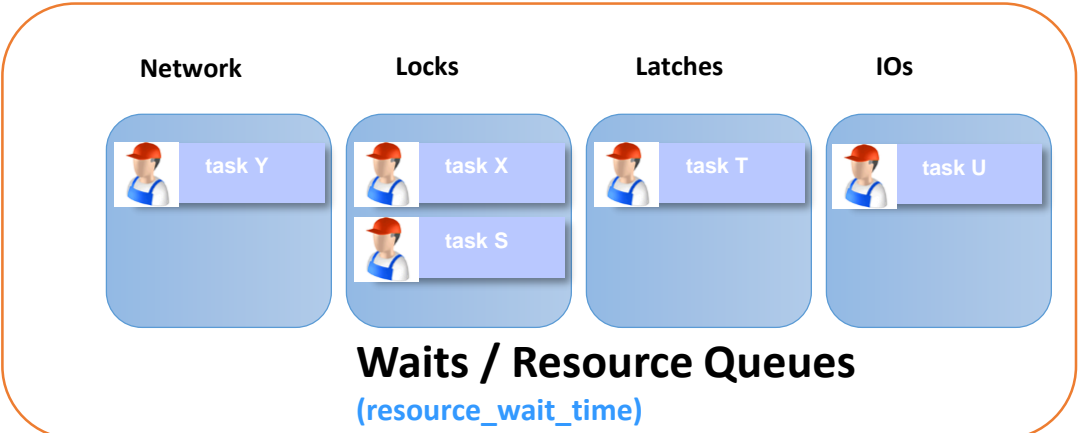 Network
Locks
Latches
IOs
task Y
task X
task T
task U
task S
Waits / Resource Queues
(resource_wait_time)